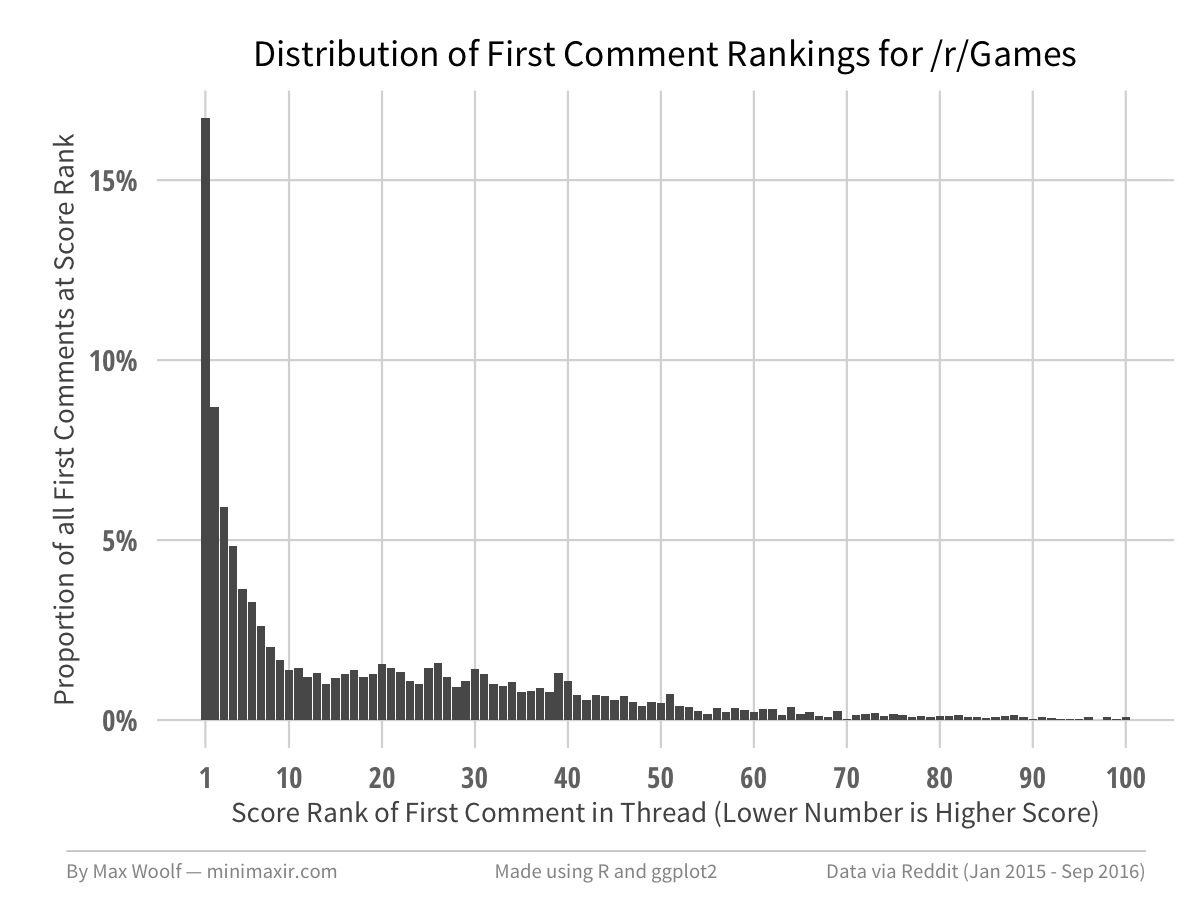 Distribution of First Comment Rankings for /r/Games
Proportion of all First Comments at Score Rank
15%
10%
5%
0%
1 10 20 30 40 50 60 70 80 90 100
Score Rank of First Comment in Thread (Lower Number is Higher Score)
By Max Woolf — minimaxir.com Made using R and ggplot2 Data via Reddit (Jan 2015 - Sep 2016)